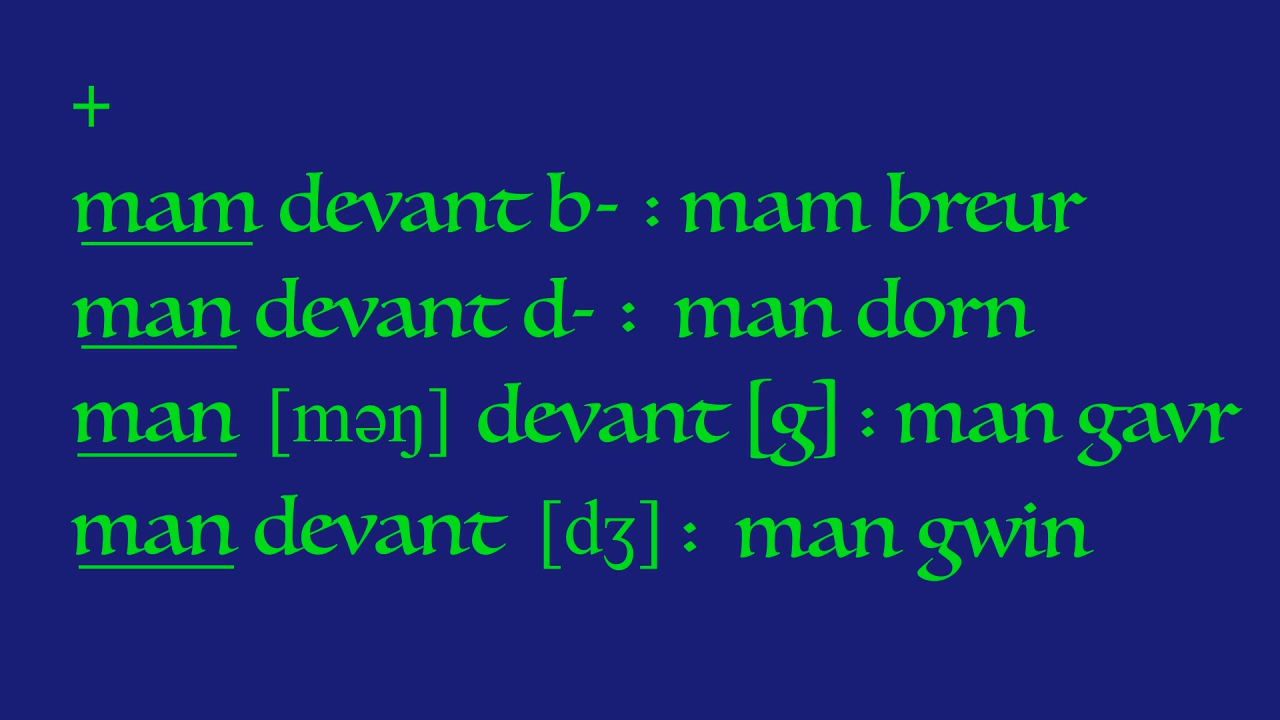 +
mam devant b- : mam breur
man devant d- : man dorn
man [məŋ] devant [g] : man gavr
man devant [dʒ] : man gwin